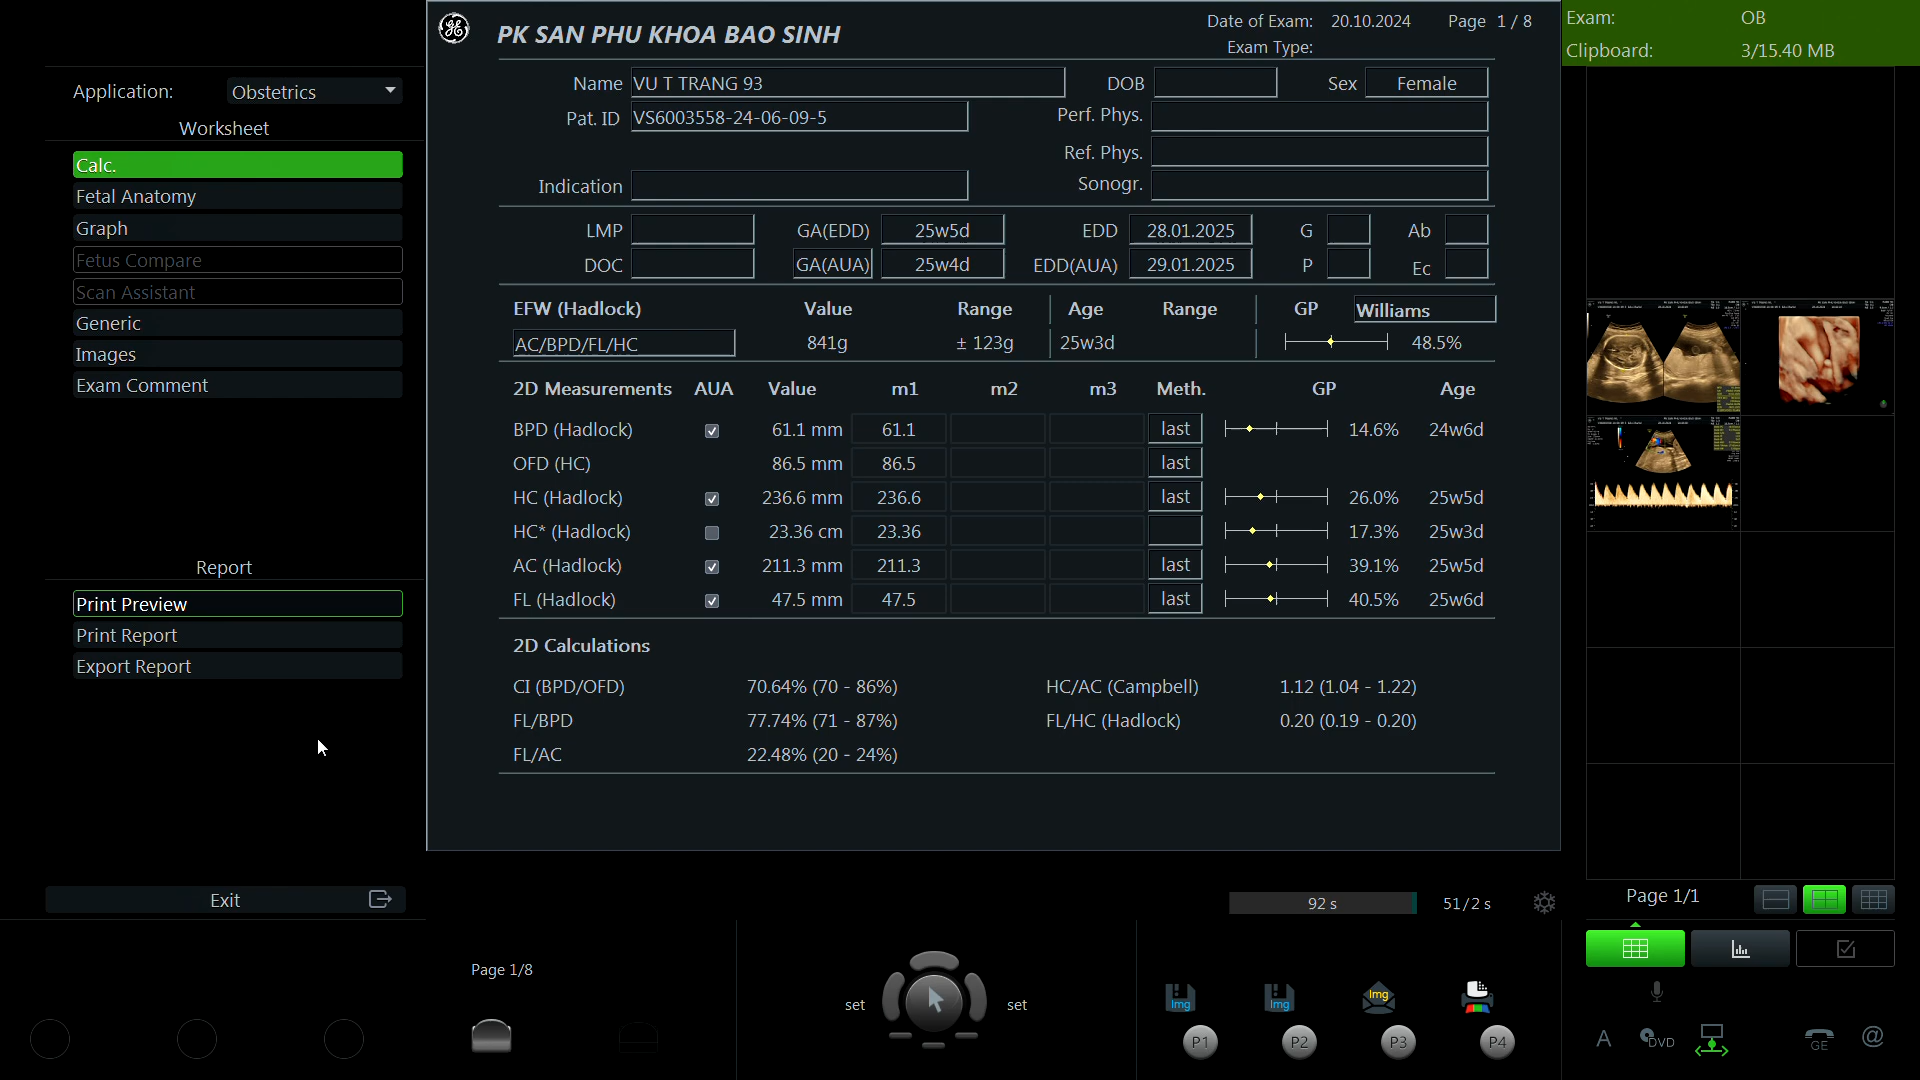 PK SAN PHU KHOA BAO SINH
Date of Exam: 20.10.2024 Page 1 / 8
Exam Type:
Exam: OB
Clipboard: 3/15.40 MB
Application: Obstetrics
Worksheet
Calc.
Fetal Anatomy
Graph
Fetus Compare
Scan Assistant
Generic
Images
Exam Comment
Report
Print Preview
Print Report
Export Report
Exit
Name VU T TRANG 93 DOB Sex Female
Pat. ID VS6003558-24-06-09-5 Perf. Phys.
Ref. Phys.
Indication Sonogr.
LMP GA(EDD) 25w5d EDD 28.01.2025 G Ab
DOC GA(AUA) 25w4d EDD(AUA) 29.01.2025 P Ec
EFW (Hadlock) Value Range Age Range GP Williams
AC/BPD/FL/HC 841g ± 123g 25w3d 48.5%
2D Measurements AUA Value m1 m2 m3 Meth. GP Age
BPD (Hadlock) 61.1 mm 61.1 last 14.6% 24w6d
OFD (HC) 86.5 mm 86.5 last
HC (Hadlock) 236.6 mm 236.6 last 26.0% 25w5d
HC* (Hadlock) 23.36 cm 23.36 17.3% 25w3d
AC (Hadlock) 211.3 mm 211.3 last 39.1% 25w5d
FL (Hadlock) 47.5 mm 47.5 last 40.5% 25w6d
2D Calculations
CI (BPD/OFD) 70.64% (70 - 86%) HC/AC (Campbell) 1.12 (1.04 - 1.22)
FL/BPD 77.74% (71 - 87%) FL/HC (Hadlock) 0.20 (0.19 - 0.20)
FL/AC 22.48% (20 - 24%)
92 s 51/2 s
Page 1/1
Page 1/8
set set
Img Img Img
P1 P2 P3 P4
A DVD GE @